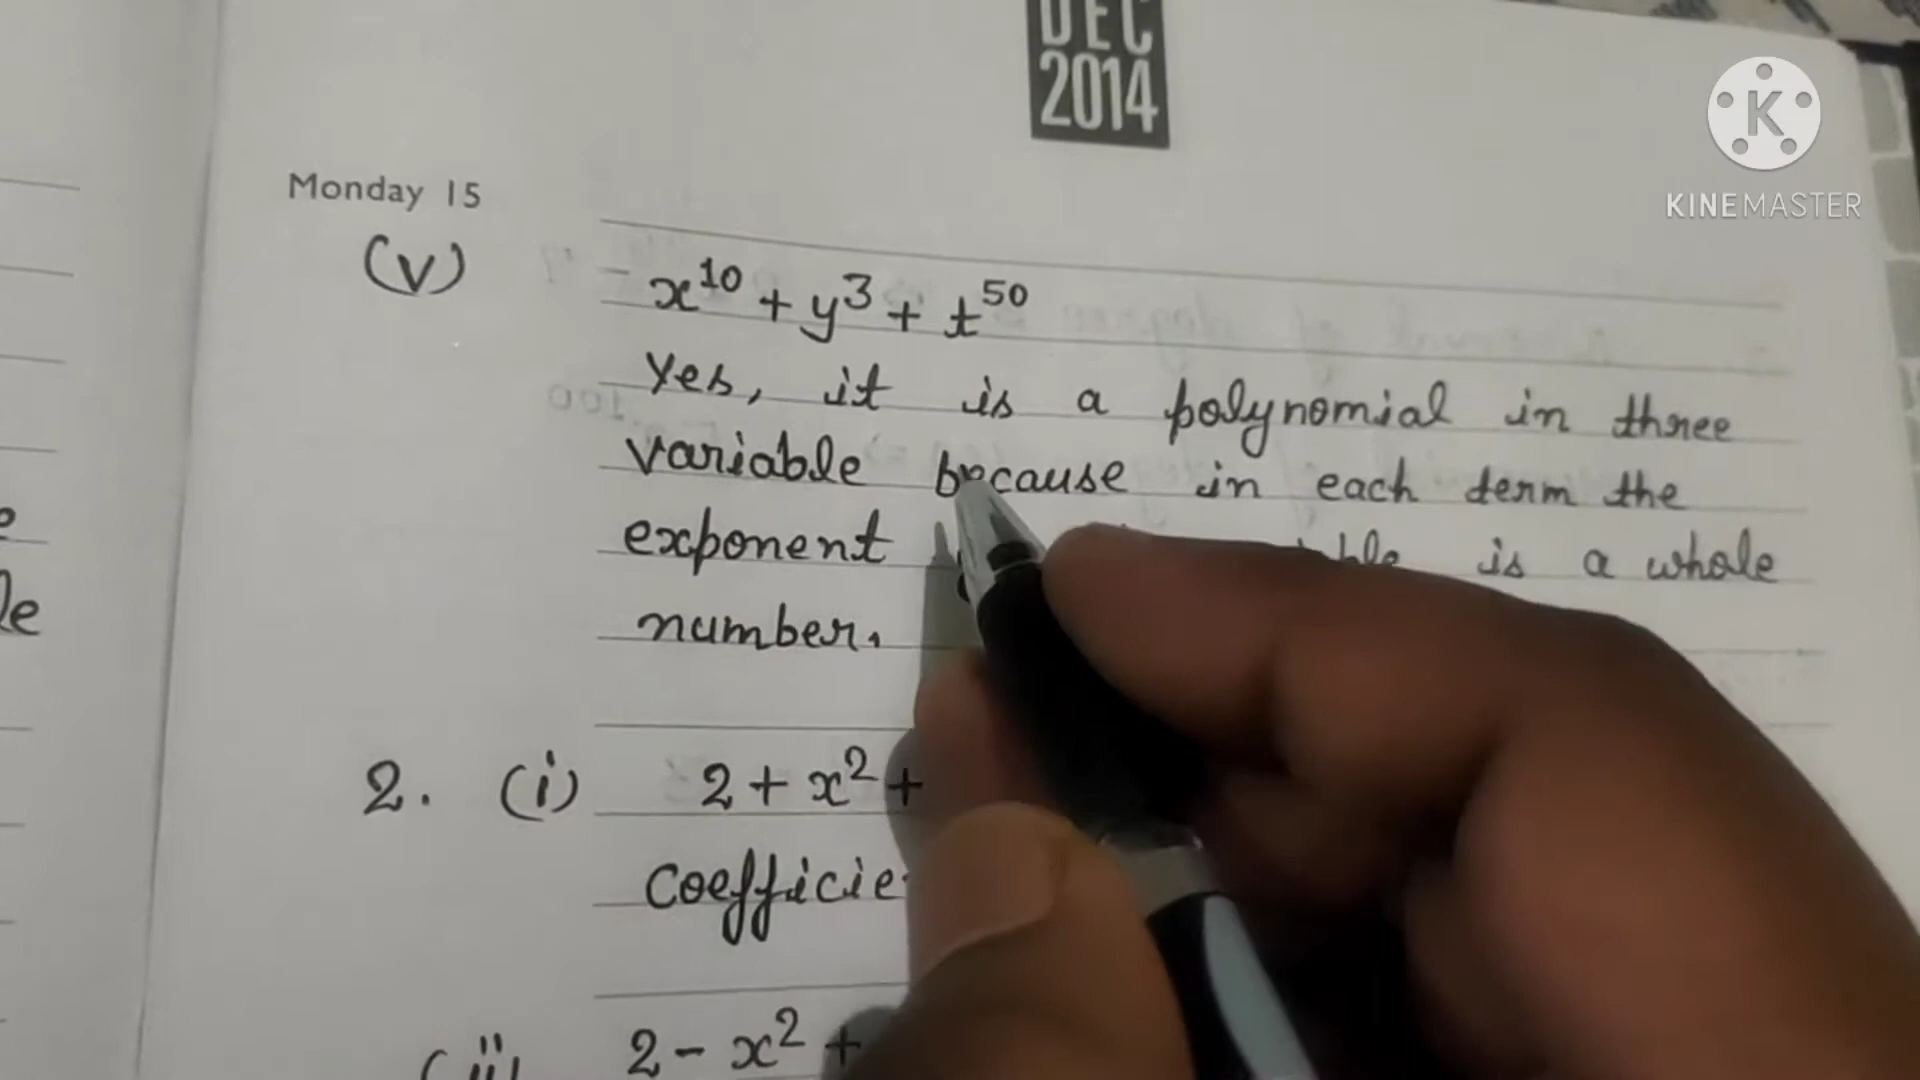 DEC
2014
K
KINEMASTER
Monday 15
(v) x¹⁰ + y³ + t⁵⁰
Yes, it is a polynomial in three
variable because in each term the
exponent is a whole
number.
2. (i) 2 + x² +
(ii) 2 - x² +